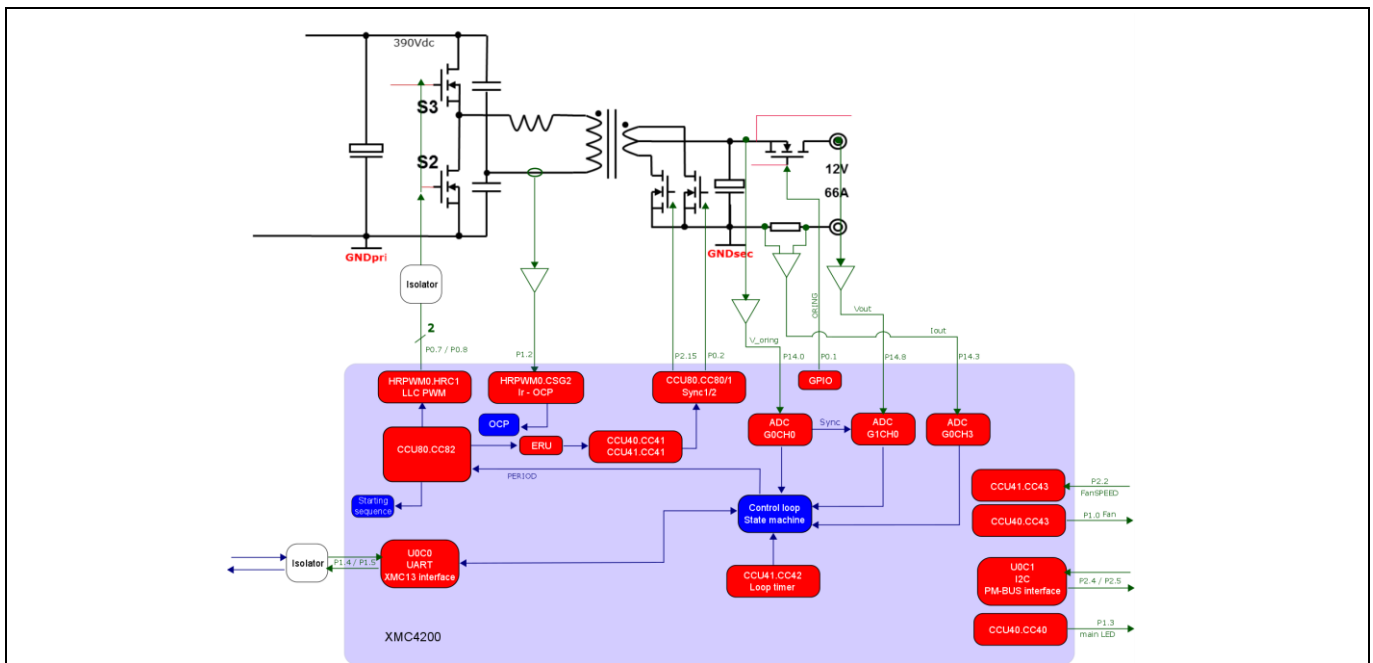 390Vdc
S3
S2
12V
66A
GNDpri
GNDsec
Isolator
ORING
Vout
2
V_oring
Iout
P0.7 / P0.8
P1.2
P2.15
P0.2
P14.0
P0.1
P14.8
P14.3
HRPWM0.HRC1
LLC PWM
HRPWM0.CSG2
Ir - OCP
CCU80.CC80/1
Sync1/2
GPIO
OCP
ADC
G0CH0
Sync
ADC
G1CH0
ADC
G0CH3
CCU80.CC82
ERU
CCU40.CC41
CCU41.CC41
PERIOD
CCU41.CC43
P2.2
FanSPEED
Starting
sequence
Control loop
State machine
CCU40.CC43
P1.0 Fan
Isolator
P1.4 / P1.5
U0C0
UART
XMC13 interface
CCU41.CC42
Loop timer
U0C1
I2C
PM-BUS interface
P2.4 / P2.5
XMC4200
CCU40.CC40
P1.3
main LED